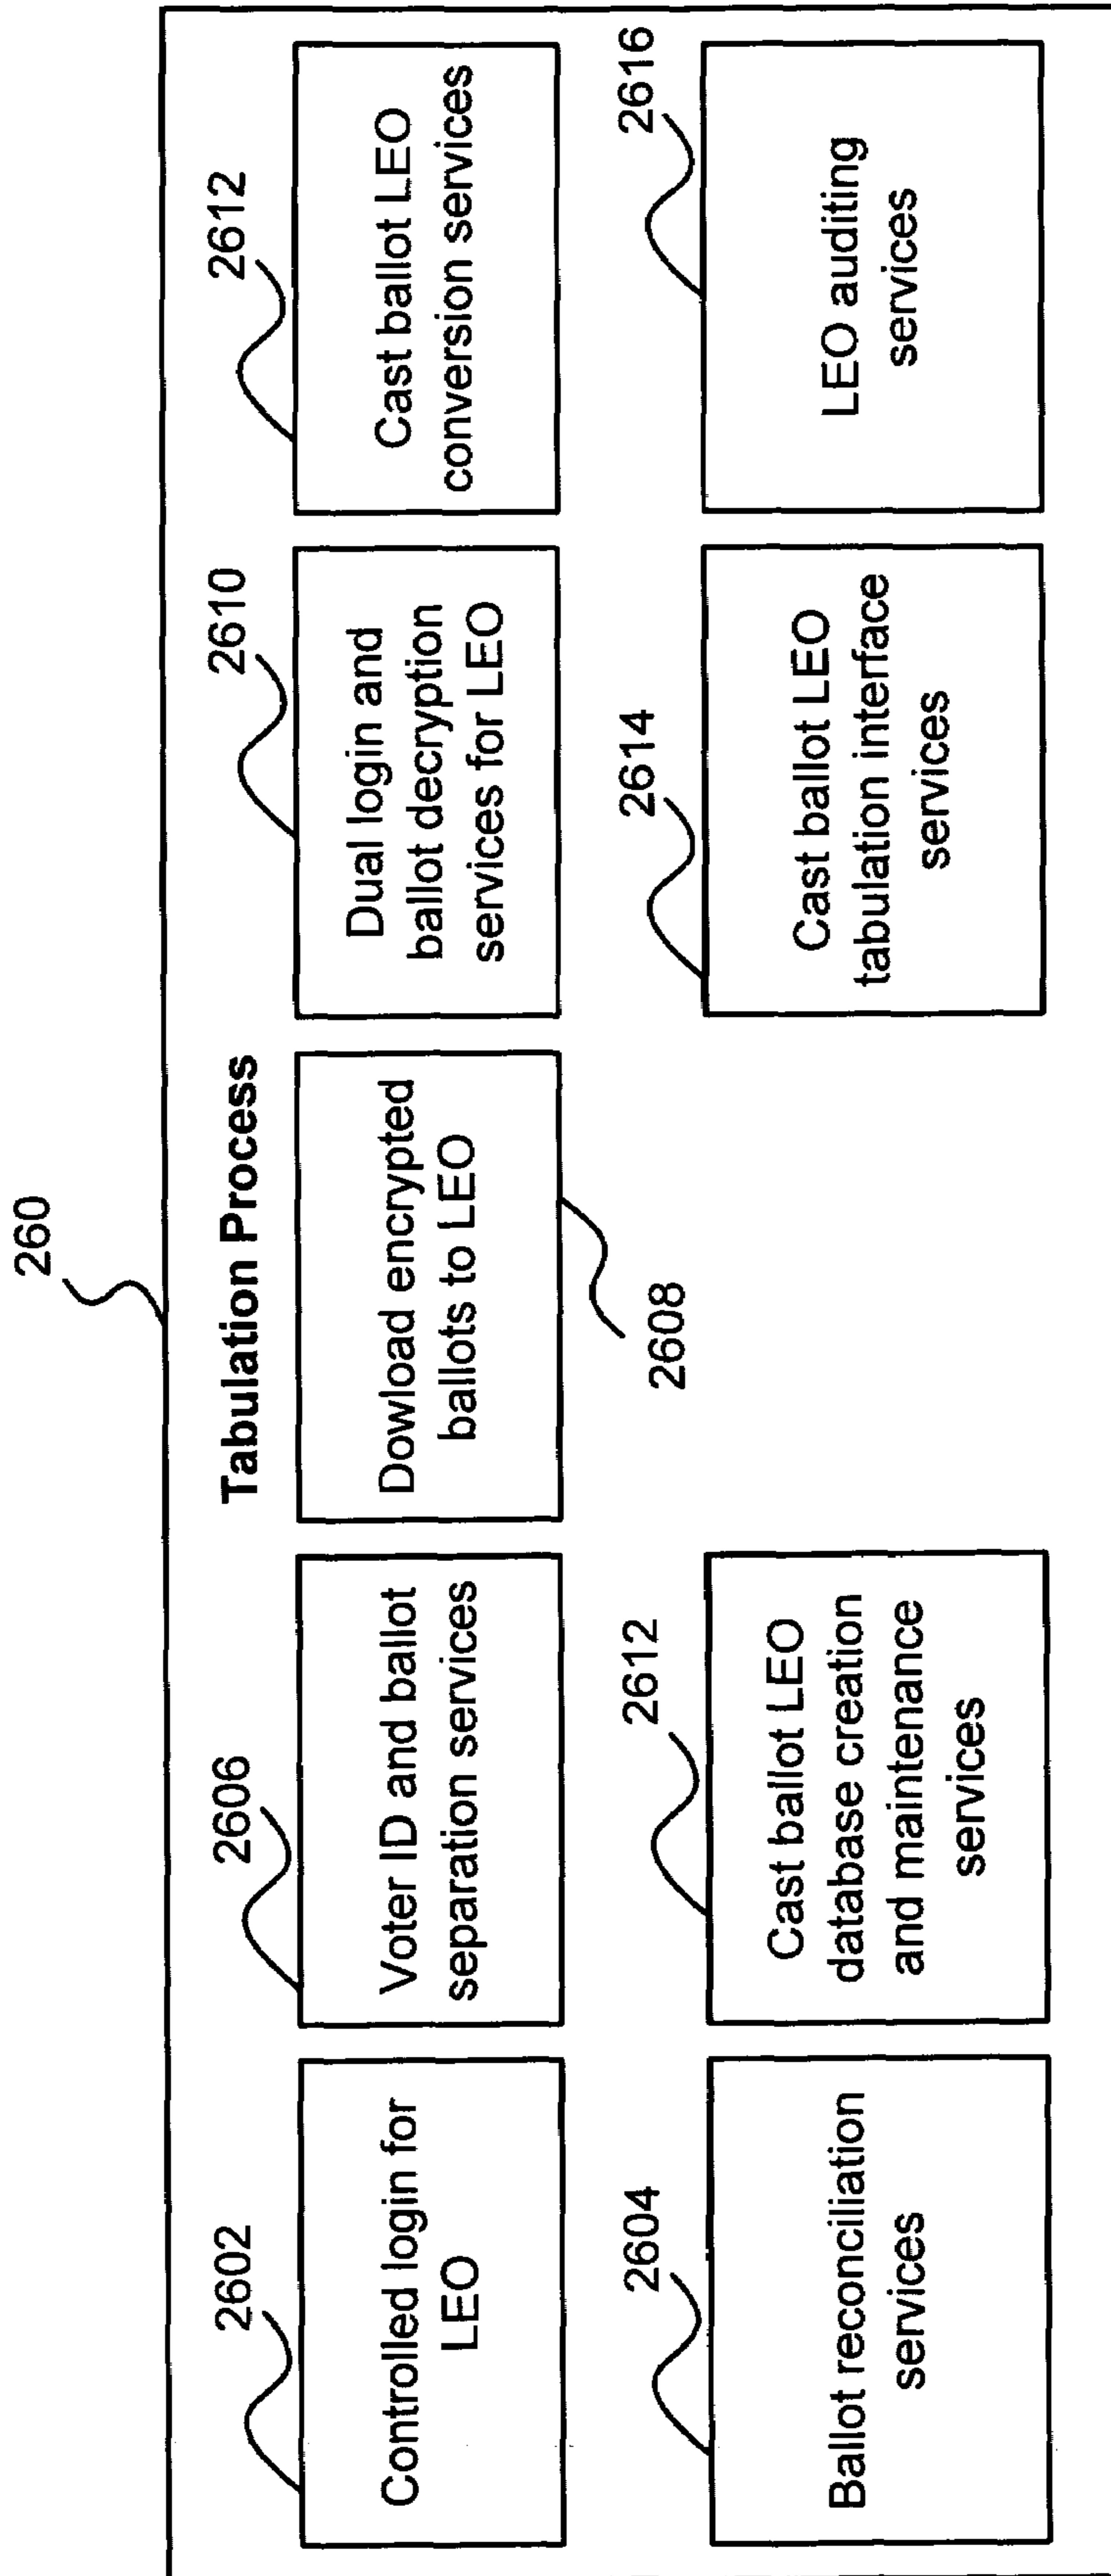 260
Tabulation Process
2602
Controlled login for
LEO
2606
Voter ID and ballot
separation services
Dowload encrypted
ballots to LEO
2608
2610
Dual login and
ballot decryption
services for LEO
2612
Cast ballot LEO
conversion services
2604
Ballot reconciliation
services
2612
Cast ballot LEO
database creation
and maintenance
services
2614
Cast ballot LEO
tabulation interface
services
2616
LEO auditing
services